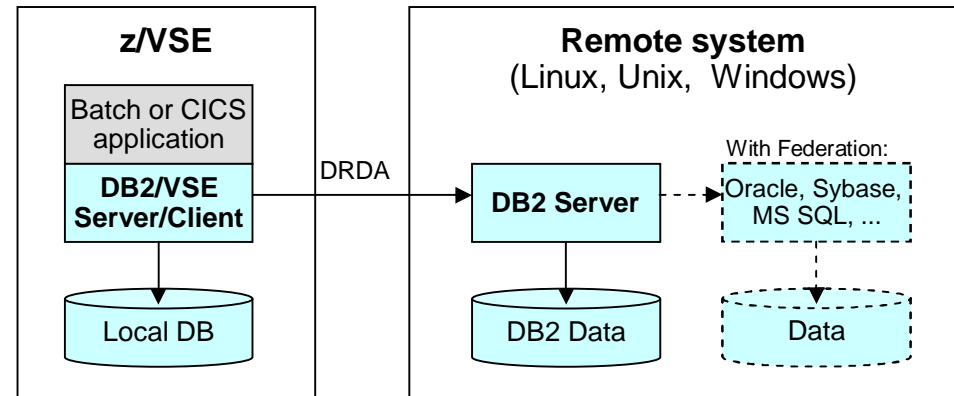 z/VSE
Batch or CICS
application
DB2/VSE
Server/Client
Local DB
DRDA
Remote system
(Linux, Unix, Windows)
DB2 Server
DB2 Data
With Federation:
Oracle, Sybase,
MS SQL, ...
Data